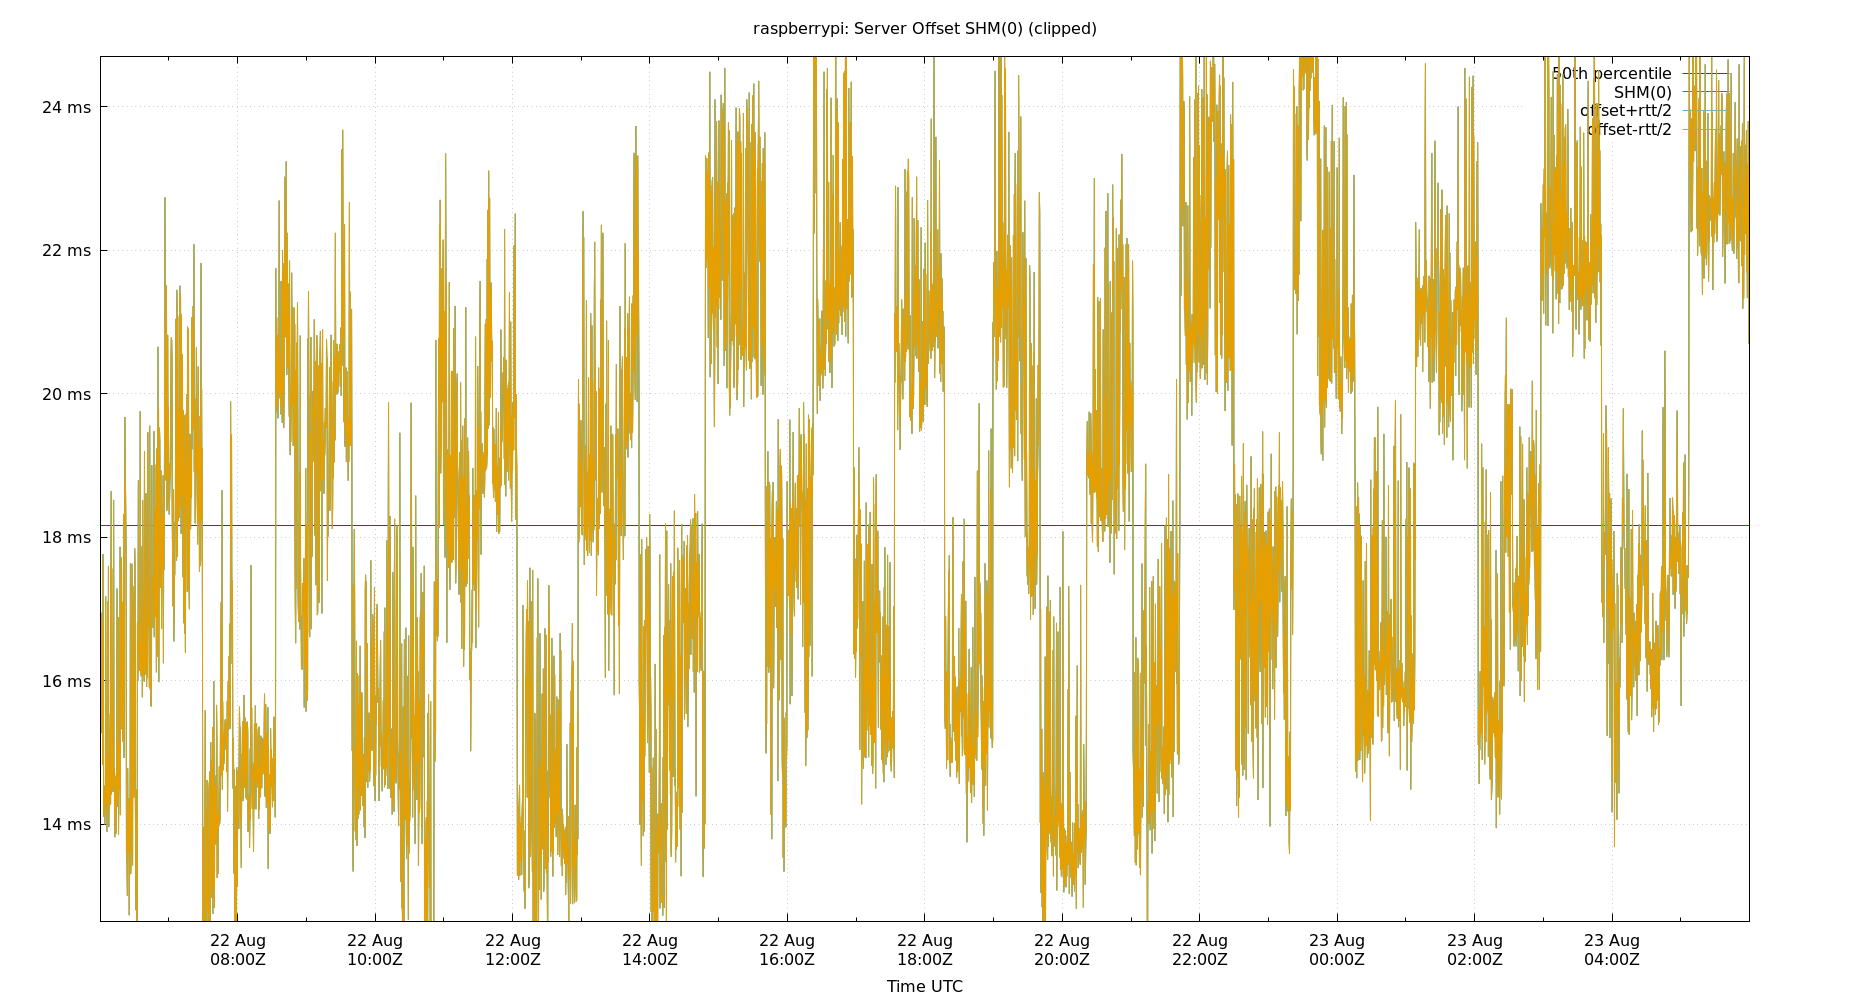 raspberrypi: Server Offset SHM(0) (clipped)
50th percentile
SHM(0)
offset+rtt/2
offset-rtt/2
24 ms
22 ms
20 ms
18 ms
16 ms
14 ms
22 Aug 22 Aug 22 Aug 22 Aug 22 Aug 22 Aug 22 Aug 22 Aug 23 Aug 23 Aug 23 Aug
08:00Z 10:00Z 12:00Z 14:00Z 16:00Z 18:00Z 20:00Z 22:00Z 00:00Z 02:00Z 04:00Z
Time UTC